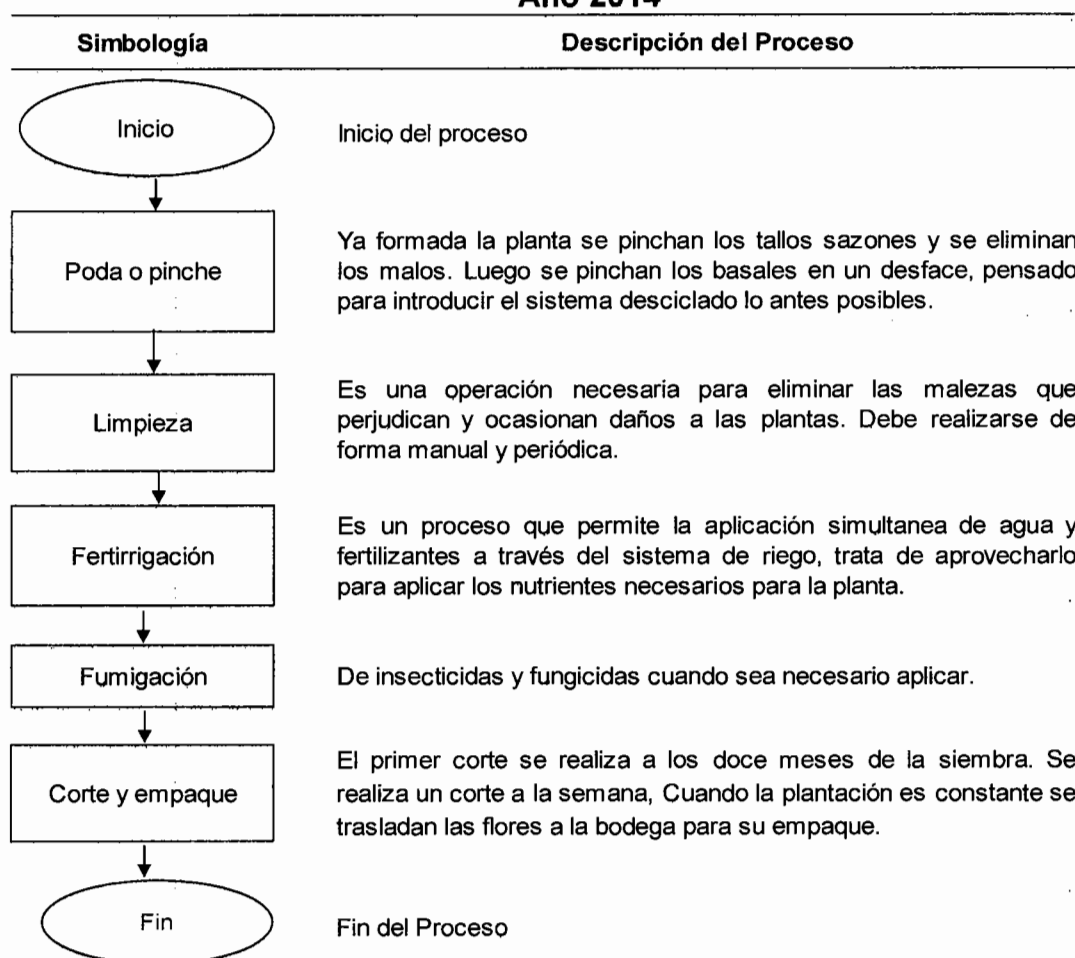 Año 2014
Simbología
Descripción del Proceso
Inicio
Inicio del proceso
Poda o pinche
Ya formada la planta se pinchan los tallos sazones y se eliminan
los malos. Luego se pinchan los basales en un desface, pensado
para introducir el sistema desciclado lo antes posibles.
Limpieza
Es una operación necesaria para eliminar las malezas que
perjudican y ocasionan daños a las plantas. Debe realizarse de
forma manual y periódica.
Fertirrigación
Es un proceso que permite la aplicación simultanea de agua y
fertilizantes a través del sistema de riego, trata de aprovecharlo
para aplicar los nutrientes necesarios para la planta.
Fumigación
De insecticidas y fungicidas cuando sea necesario aplicar.
Corte y empaque
El primer corte se realiza a los doce meses de la siembra. Se
realiza un corte a la semana, Cuando la plantación es constante se
trasladan las flores a la bodega para su empaque.
Fin
Fin del Proceso